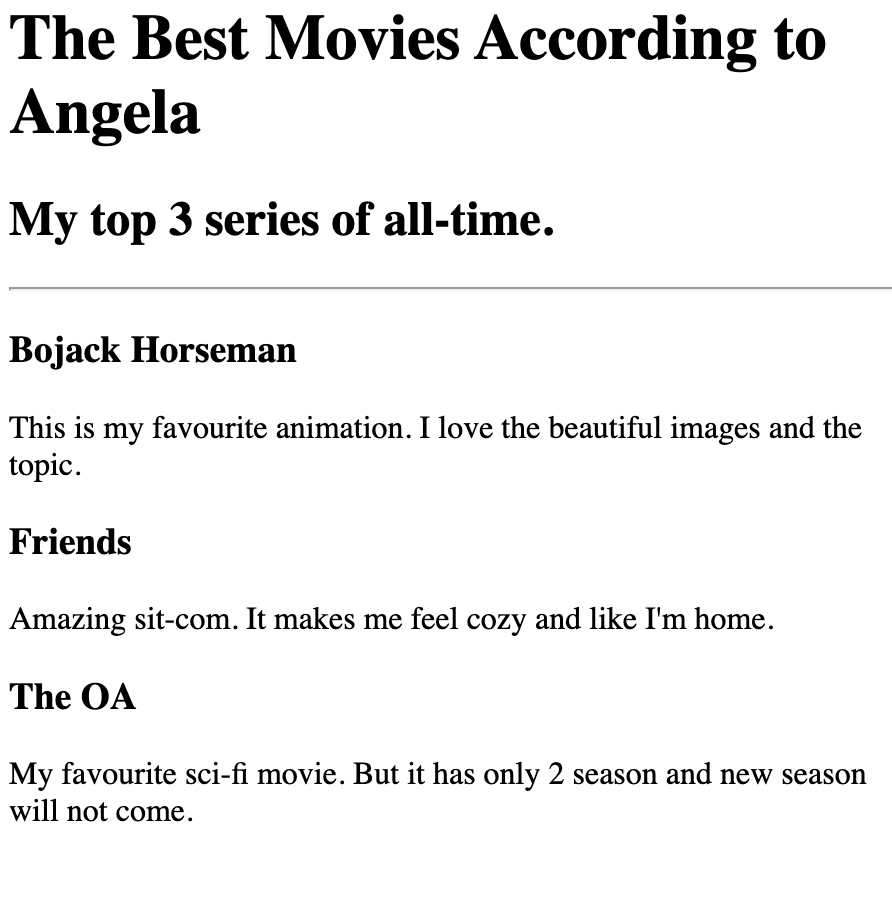 The Best Movies According to
Angela
My top 3 series of all-time.
Bojack Horseman
This is my favourite animation. I love the beautiful images and the
topic.
Friends
Amazing sit-com. It makes me feel cozy and like I'm home.
The OA
My favourite sci-fi movie. But it has only 2 season and new season
will not come.